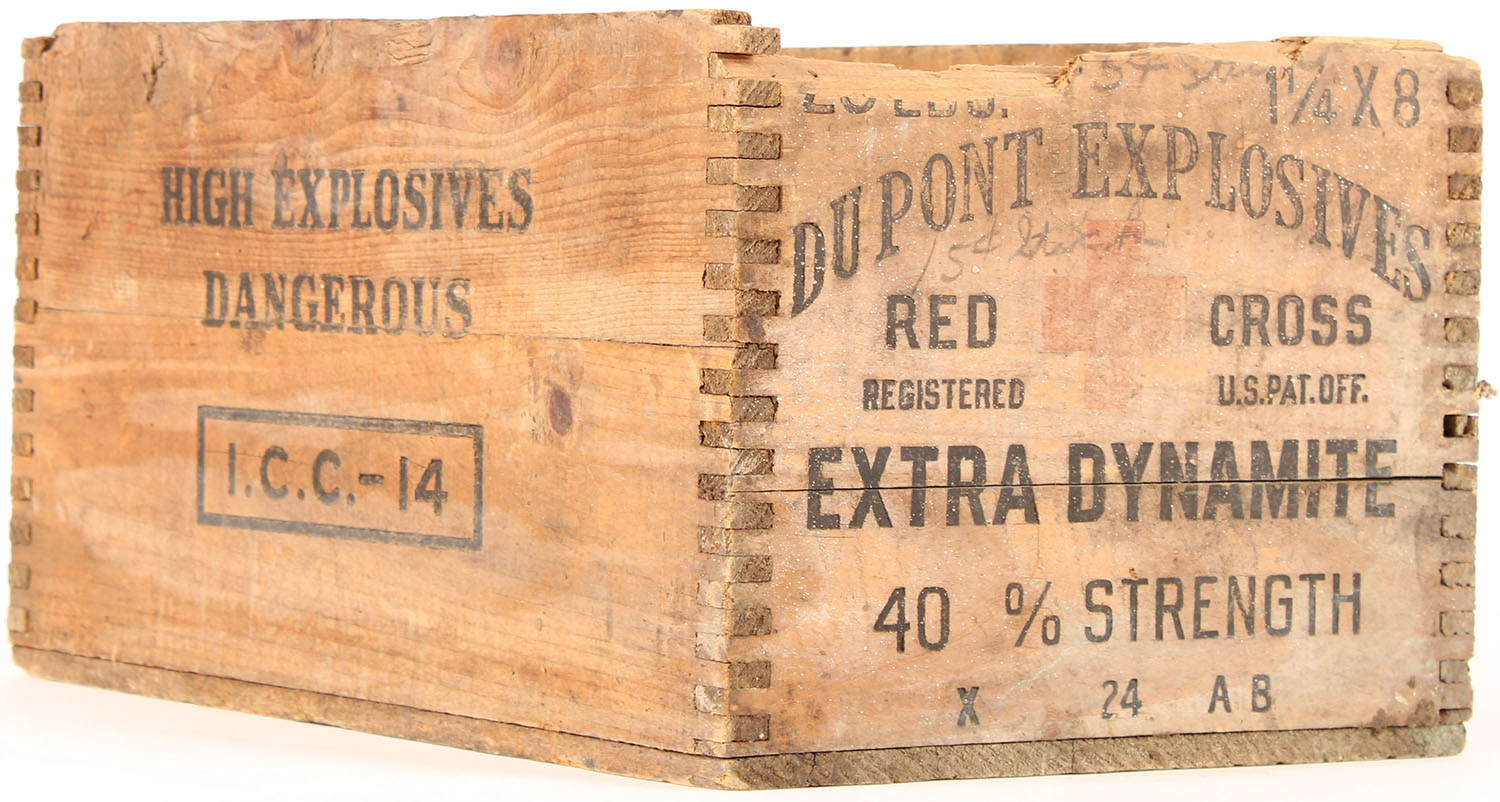 HIGH EXPLOSIVES
DANGEROUS
I.C.C.-14
LBS. 1¼ X 8
DUPONT EXPLOSIVES
RED CROSS
REGISTERED U.S.PAT.OFF.
EXTRA DYNAMITE
40 % STRENGTH
X 24 A B